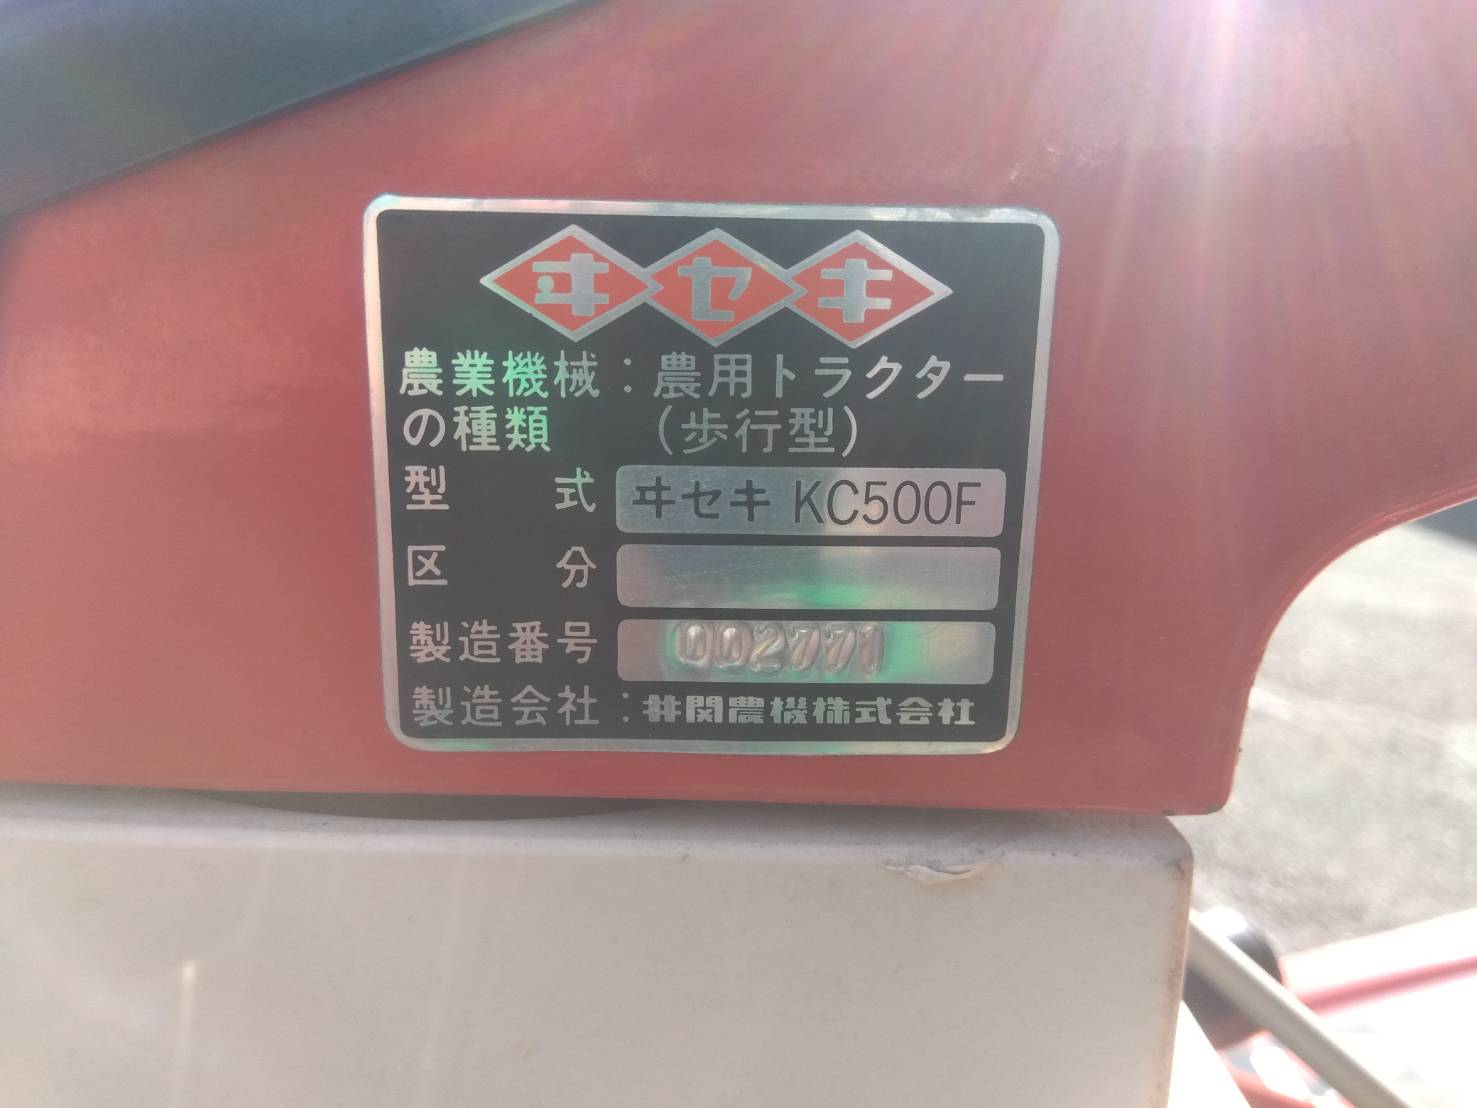 ヰセキ
農業機械：農用トラクター
の種類　（歩行型）
型　式　ヰセキ KC500F
区　分
製造番号　002771
製造会社：井関農機株式会社